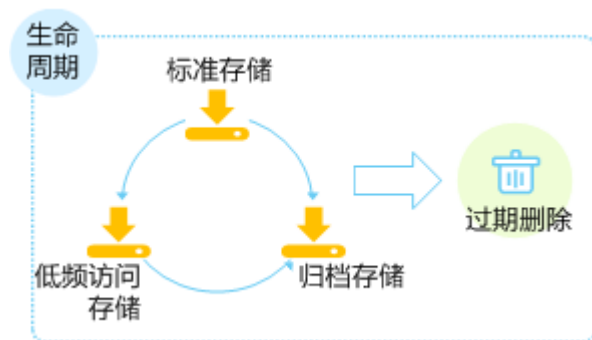 生命
周期
标准存储
低频访问
存储
归档存储
过期删除